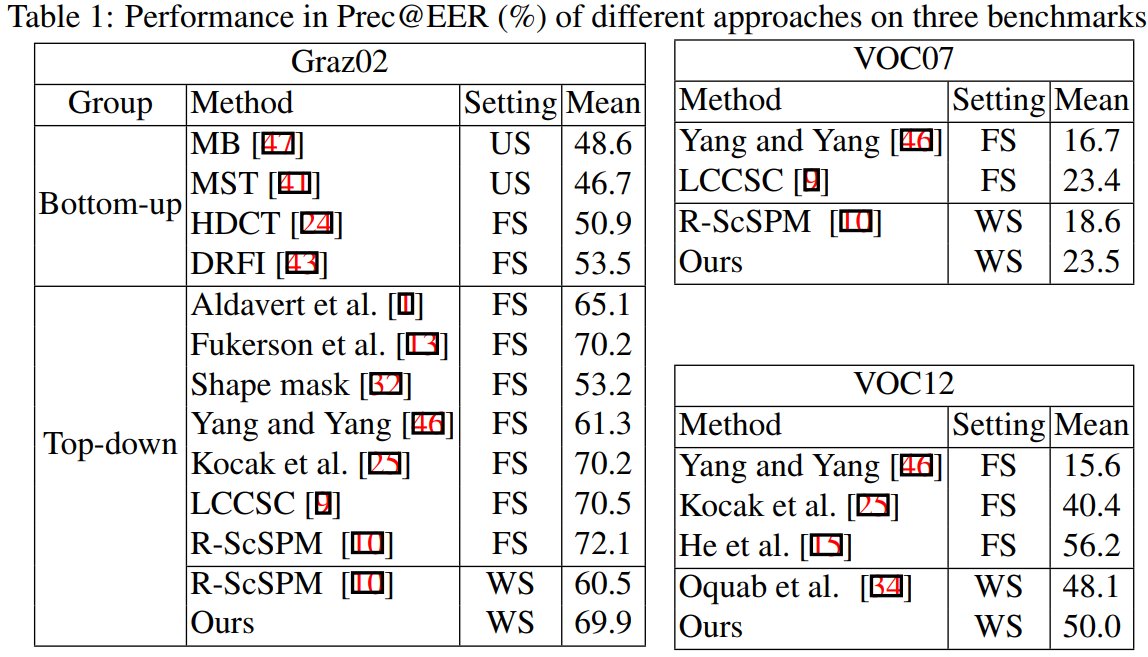 Table 1: Performance in Prec@EER (%) of different approaches on three benchmarks
Graz02
Group Method Setting Mean
Bottom-up
MB [47] US 48.6
MST [41] US 46.7
HDCT [24] FS 50.9
DRFI [43] FS 53.5
Top-down
Aldavert et al. [1] FS 65.1
Fukerson et al. [13] FS 70.2
Shape mask [32] FS 53.2
Yang and Yang [46] FS 61.3
Kocak et al. [25] FS 70.2
LCCSC [9] FS 70.5
R-ScSPM [10] FS 72.1
R-ScSPM [10] WS 60.5
Ours WS 69.9
VOC07
Method Setting Mean
Yang and Yang [46] FS 16.7
LCCSC [9] FS 23.4
R-ScSPM [10] WS 18.6
Ours WS 23.5
VOC12
Method Setting Mean
Yang and Yang [46] FS 15.6
Kocak et al. [25] FS 40.4
He et al. [15] FS 56.2
Oquab et al. [34] WS 48.1
Ours WS 50.0